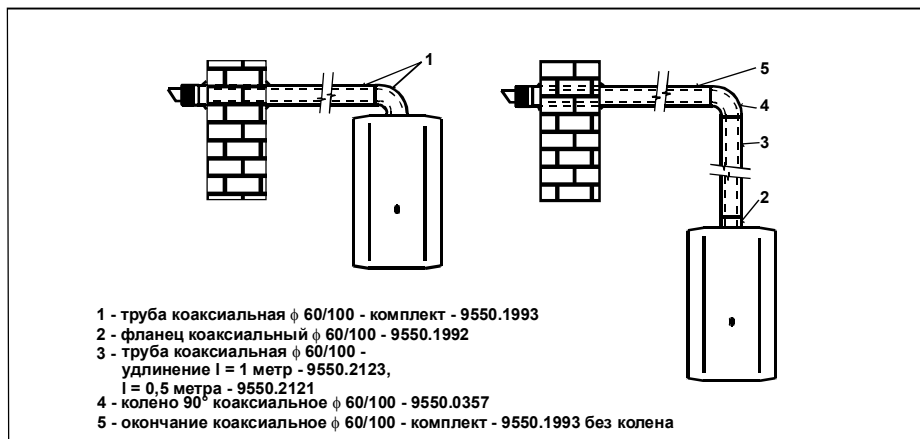 1
5
4
3
2
1 - труба коаксиальная ϕ 60/100 - комплект - 9550.1993
2 - фланец коаксиальный ϕ 60/100 - 9550.1992
3 - труба коаксиальная ϕ 60/100 -
удлинение l = 1 метр - 9550.2123,
l = 0,5 метра - 9550.2121
4 - колено 90° коаксиальное ϕ 60/100 - 9550.0357
5 - окончание коаксиальное ϕ 60/100 - комплект - 9550.1993 без колена